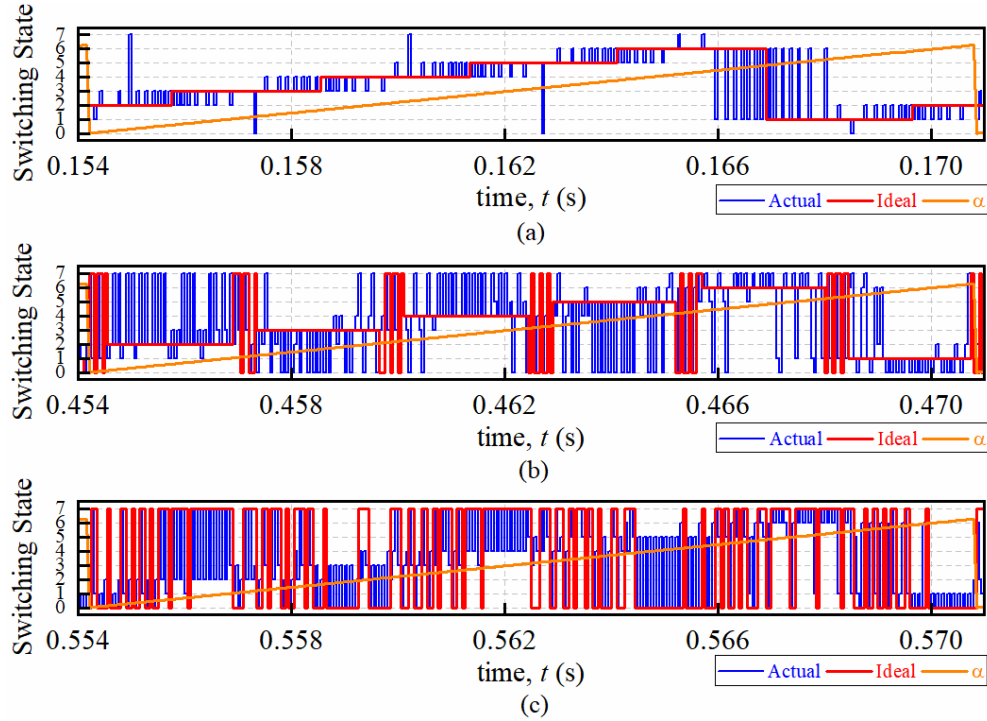 (a)
Switching State
7
6
5
4
3
2
1
0
0.154 0.158 0.162 0.166 0.170
time, t (s)
Actual Ideal α
(a)
Switching State
7
6
5
4
3
2
1
0
0.454 0.458 0.462 0.466 0.470
time, t (s)
Actual Ideal α
(b)
Switching State
7
6
5
4
3
2
1
0
0.554 0.558 0.562 0.566 0.570
time, t (s)
Actual Ideal α
(c)